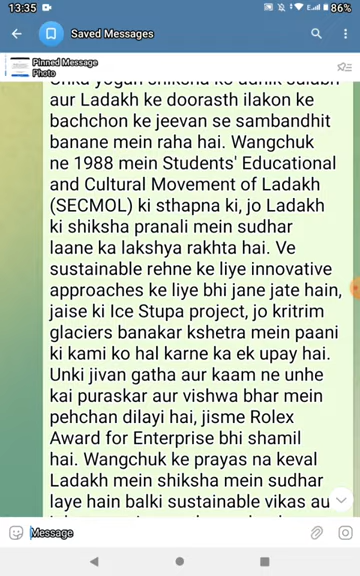 13:35
86%
Saved Messages
Pinned Message
Photo
aur Ladakh ke doorasth ilakon ke
bachchon ke jeevan se sambandhit
banane mein raha hai. Wangchuk
ne 1988 mein Students' Educational
and Cultural Movement of Ladakh
(SECMOL) ki sthapna ki, jo Ladakh
ki shiksha pranali mein sudhar
laane ka lakshya rakhta hai. Ve
sustainable rehne ke liye innovative
approaches ke liye bhi jane jate hain,
jaise ki Ice Stupa project, jo kritrim
glaciers banakar kshetra mein paani
ki kami ko hal karne ka ek upay hai.
Unki jivan gatha aur kaam ne unhe
kai puraskar aur vishwa bhar mein
pehchan dilayi hai, jisme Rolex
Award for Enterprise bhi shamil
hai. Wangchuk ke prayas na keval
Ladakh mein shiksha mein sudhar
laye hain balki sustainable vikas au
Message